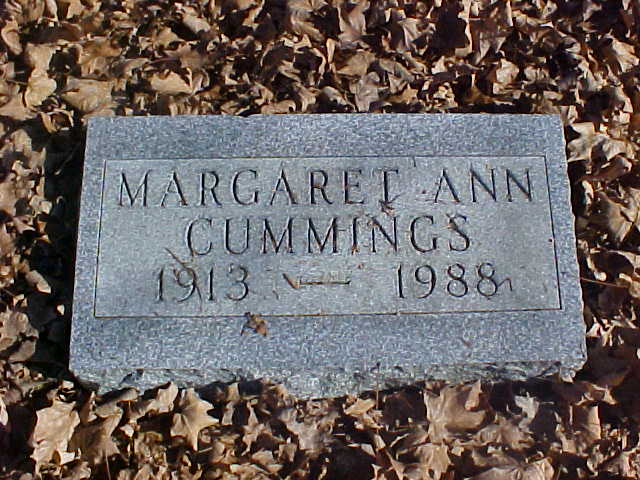 MARGARET ANN
CUMMINGS
1913 — 1988